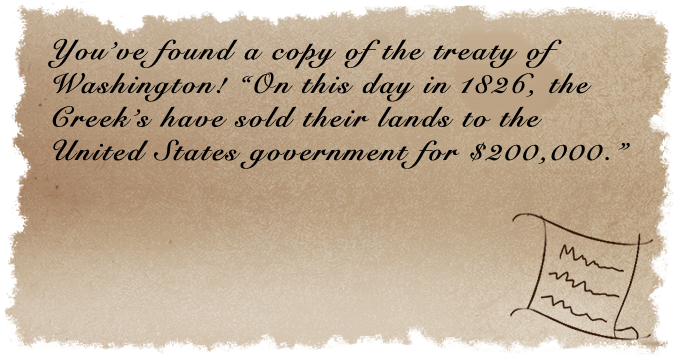 You've found a copy of the treaty of
Washington! “On this day in 1826, the
Creek's have sold their lands to the
United States government for $200,000.”